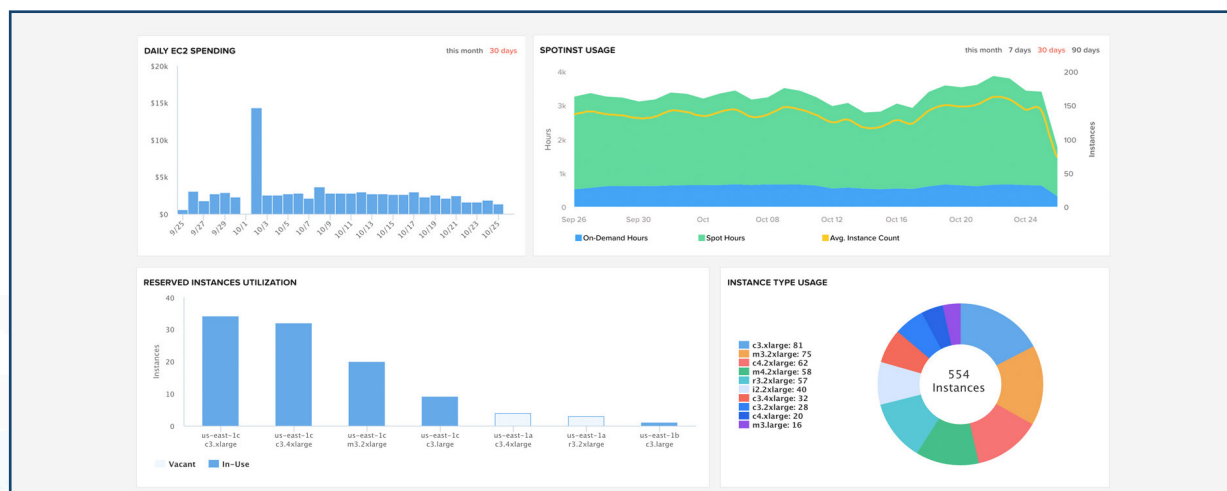 DAILY EC2 SPENDING
this month 30 days
$20k
$15k
$10k
$5k
$0
9/25
9/27
9/29
10/1
10/3
10/5
10/7
10/9
10/11
10/13
10/15
10/17
10/19
10/21
10/23
10/25
SPOTINST USAGE
this month 7 days 30 days 90 days
4k
3k
2k
1k
0
Hours
200
150
100
50
0
Instances
Sep 26 Sep 30 Oct Oct 08 Oct 12 Oct 16 Oct 20 Oct 24
On-Demand Hours Spot Hours Avg. Instance Count
RESERVED INSTANCES UTILIZATION
40
30
20
10
0
Instances
us-east-1c
c3.xlarge
us-east-1c
c3.4xlarge
us-east-1c
m3.2xlarge
us-east-1c
c3.large
us-east-1a
c3.4xlarge
us-east-1a
r3.2xlarge
us-east-1b
c3.large
Vacant In-Use
INSTANCE TYPE USAGE
c3.xlarge: 81
m3.2xlarge: 75
c4.2xlarge: 62
m4.2xlarge: 58
r3.2xlarge: 57
i2.2xlarge: 40
c3.4xlarge: 32
c3.2xlarge: 28
c4.xlarge: 20
m3.large: 16
554
Instances